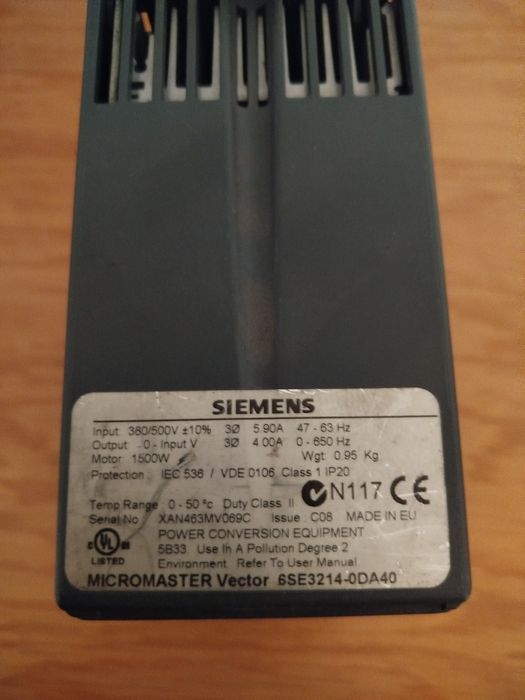 SIEMENS
Input: 380/500V ±10% 3Ø 5.90A 47 - 63 Hz
Output: 0 - Input V 3Ø 4.00A 0 - 650 Hz
Motor: 1500W Wgt: 0.95 Kg
Protection: IEC 536 / VDE 0106 Class 1 IP20
N117 CE
Temp Range: 0 - 50 °c Duty Class II
Serial No: XAN463MV069C Issue: C08 MADE IN EU
POWER CONVERSION EQUIPMENT
5B33 Use In A Pollution Degree 2
Environment Refer To User Manual.
c UL us
LISTED
MICROMASTER Vector 6SE3214-0DA40